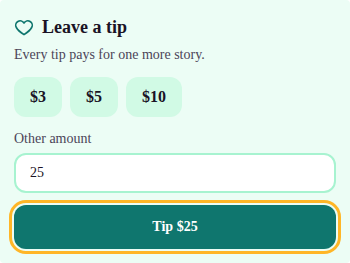 Leave a tip
Every tip pays for one more story.
$3 $5 $10
Other amount
25
Tip $25